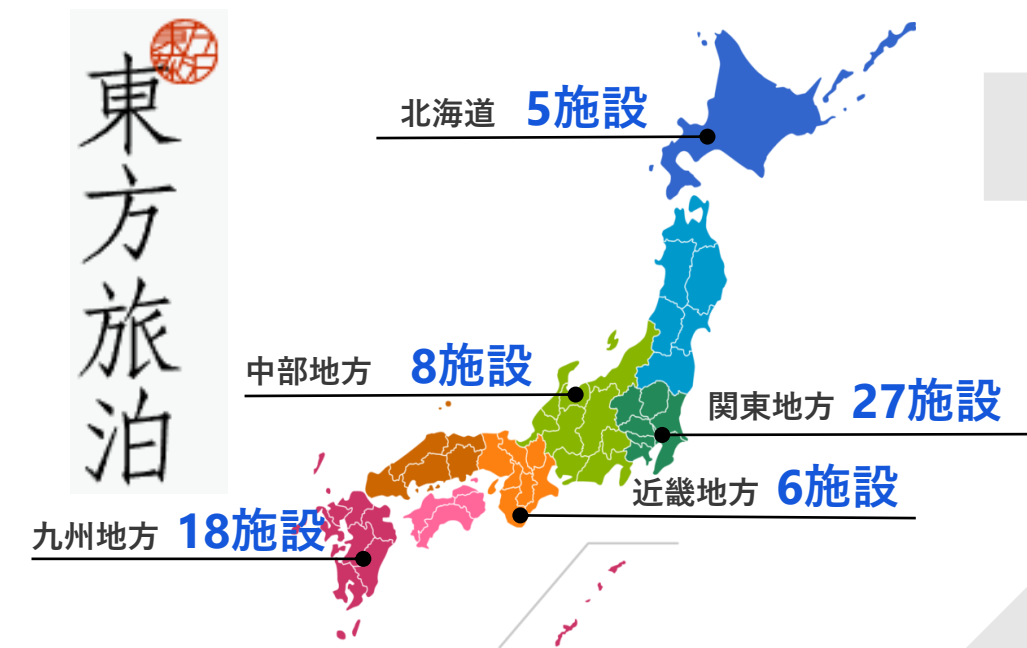 東方旅泊
北海道 5施設
中部地方 8施設
関東地方 27施設
近畿地方 6施設
九州地方 18施設